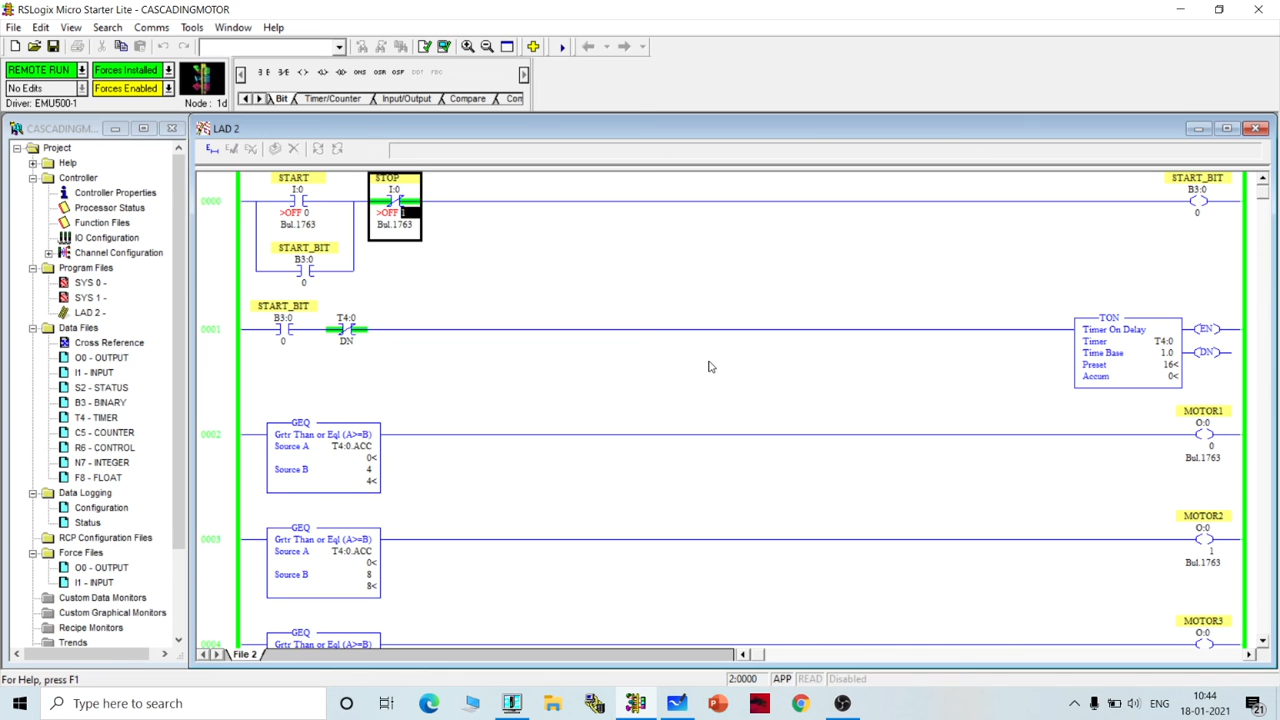 RSLogix Micro Starter Lite - CASCADINGMOTOR
File Edit View Search Comms Tools Window Help
REMOTE RUN Forces Installed
No Edits Forces Enabled
Driver: EMU500-1 Node : 1d
ONS OSR OSF
Bit Timer/Counter Input/Output Compare Con
CASCADINGM...
Project
Help
Controller
Controller Properties
Processor Status
Function Files
IO Configuration
Channel Configuration
Program Files
SYS 0 -
SYS 1 -
LAD 2 -
Data Files
Cross Reference
O0 - OUTPUT
I1 - INPUT
S2 - STATUS
B3 - BINARY
T4 - TIMER
C5 - COUNTER
R6 - CONTROL
N7 - INTEGER
F8 - FLOAT
Data Logging
Configuration
Status
RCP Configuration Files
Force Files
O0 - OUTPUT
I1 - INPUT
Custom Data Monitors
Custom Graphical Monitors
Recipe Monitors
Trends
LAD 2
START STOP START_BIT
I:0 I:0 B3:0
0000
>OFF 0 >OFF 1 0
Bul.1763 Bul.1763
START_BIT
B3:0
0
START_BIT
B3:0 T4:0
0001
0 DN
TON
Timer On Delay EN
Timer T4:0
Time Base 1.0 DN
Preset 16<
Accum 0<
MOTOR1
GEQ O:0
0002 Grtr Than or Eql (A>=B)
Source A T4:0.ACC 0
0< Bul.1763
Source B 4
4<
MOTOR2
GEQ O:0
0003 Grtr Than or Eql (A>=B)
Source A T4:0.ACC 1
0< Bul.1763
Source B 8
8<
MOTOR3
GEQ O:0
0004 Grtr Than or Eql (A>=B)
File 2
For Help, press F1 2:0000 APP READ Disabled
Type here to search ENG 10:44
18-01-2021 21